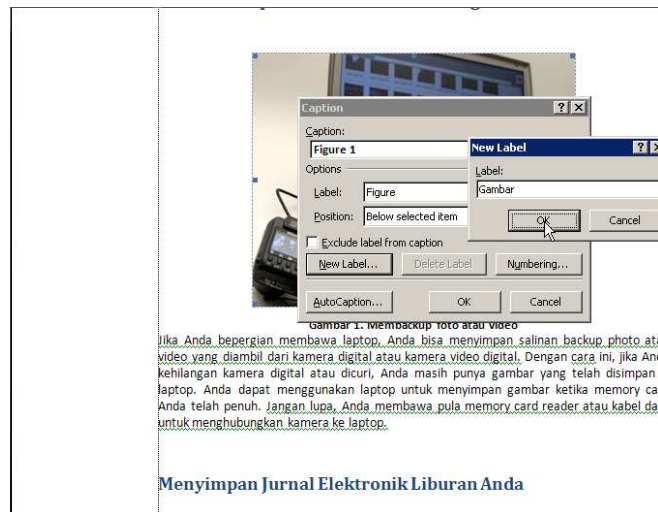 Caption
Caption:
Figure 1
Options
Label: Figure
Position: Below selected item
Exclude label from caption
New Label... Delete Label Numbering...
AutoCaption... OK Cancel
New Label
Label:
Gambar
OK Cancel
Gambar 1. Membackup foto atau video
Jika Anda bepergian membawa laptop, Anda bisa menyimpan salinan backup photo ata
video yang diambil dari kamera digital atau kamera video digital. Dengan cara ini, jika And
kehilangan kamera digital atau dicuri, Anda masih punya gambar yang telah disimpan
laptop. Anda dapat menggunakan laptop untuk menyimpan gambar ketika memory ca
Anda telah penuh. Jangan lupa, Anda membawa pula memory card reader atau kabel da
untuk menghubungkan kamera ke laptop.
Menyimpan Jurnal Elektronik Liburan Anda